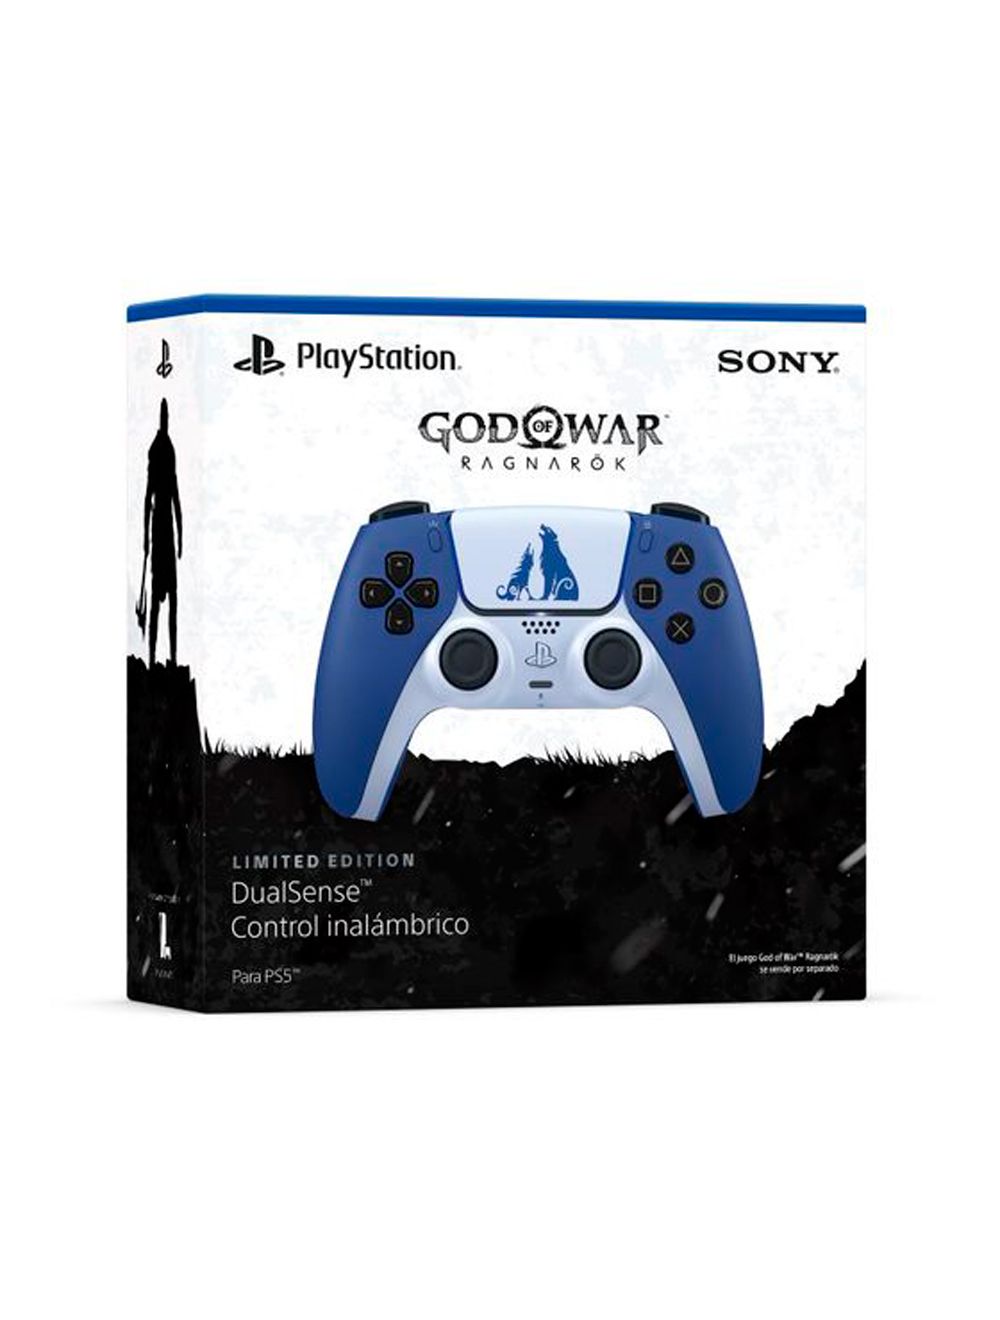 PlayStation®
SONY®
GOD OF WAR™
RAGNARÖK
LIMITED EDITION
DualSense™
Control inalámbrico
Para PS5™
El juego God of War™ Ragnarök
se vende por separado